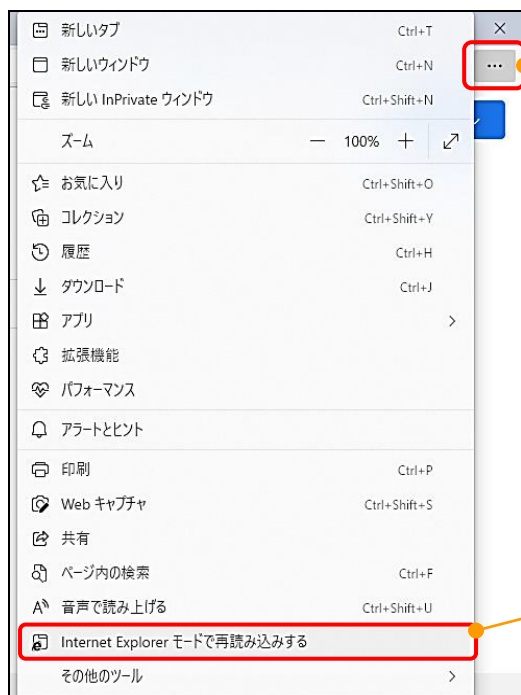 新しいタブ Ctrl+T
新しいウィンドウ Ctrl+N
新しい InPrivate ウィンドウ Ctrl+Shift+N
ズーム — 100% +
お気に入り Ctrl+Shift+O
コレクション Ctrl+Shift+Y
履歴 Ctrl+H
ダウンロード Ctrl+J
アプリ
拡張機能
パフォーマンス
アラートとヒント
印刷 Ctrl+P
Web キャプチャ Ctrl+Shift+S
共有
ページ内の検索 Ctrl+F
音声で読み上げる Ctrl+Shift+U
Internet Explorer モードで再読み込みする
その他のツール